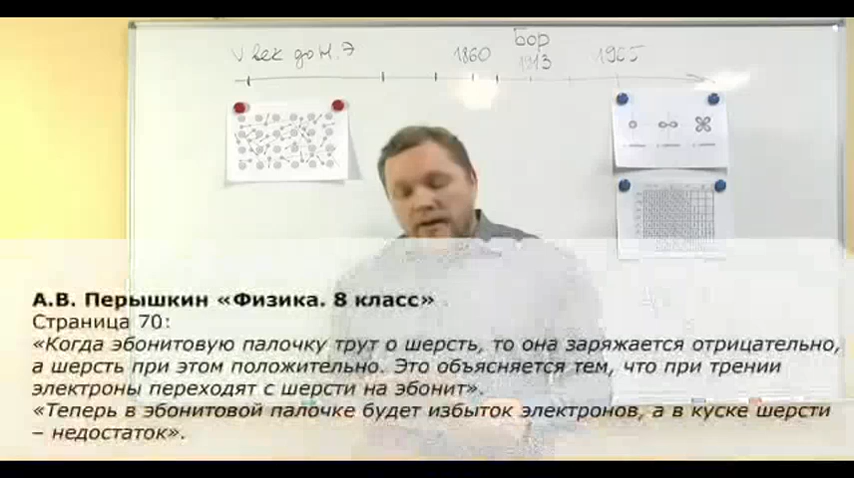 V век до н.Э
1860
Бор
1913
1965
А.В. Перышкин «Физика. 8 класс»
Страница 70:
«Когда эбонитовую палочку трут о шерсть, то она заряжается отрицательно,
а шерсть при этом положительно. Это объясняется тем, что при трении
электроны переходят с шерсти на эбонит».
«Теперь в эбонитовой палочке будет избыток электронов, а в куске шерсти
– недостаток».